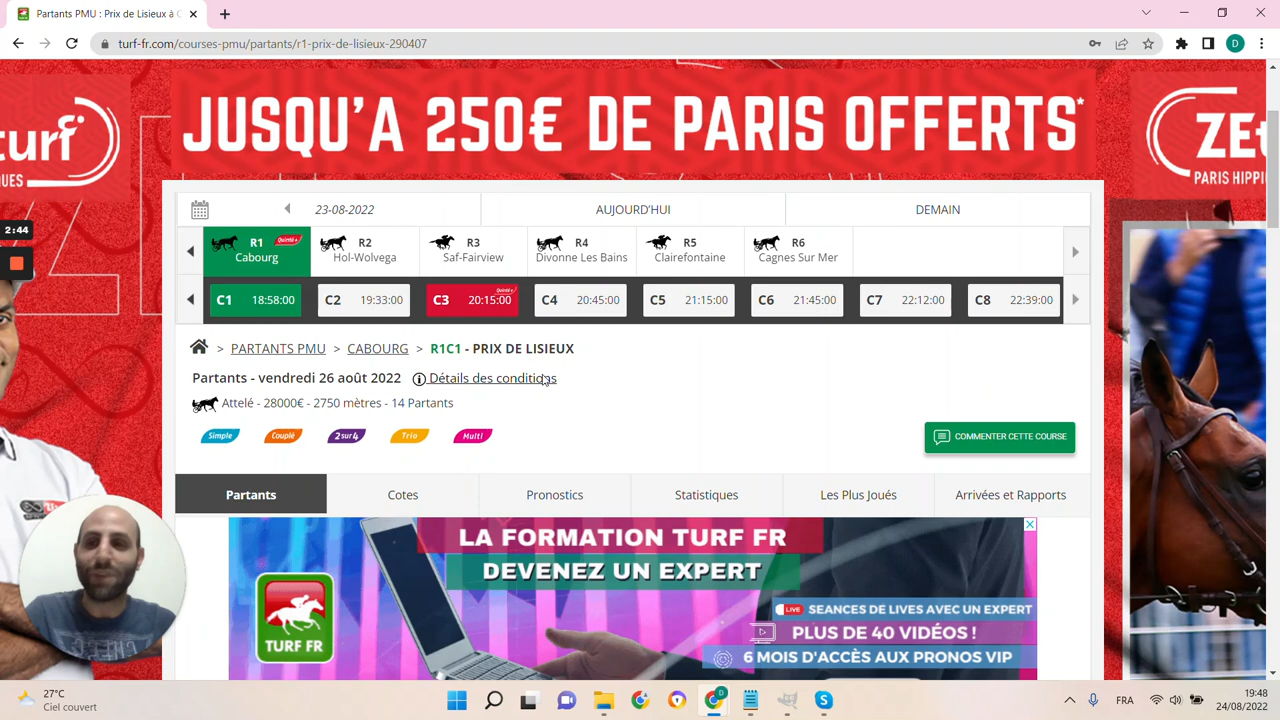 Partants PMU : Prix de Lisieux à C
turf-fr.com/courses-pmu/partants/r1-prix-de-lisieux-290407
D
JUSQU'A 250€ DE PARIS OFFERTS*
turf
QUES
ZEt
PARIS HIPPI
2:44
23-08-2022
AUJOURD'HUI
DEMAIN
R1 Quinté+
Cabourg
R2
Hol-Wolvega
R3
Saf-Fairview
R4
Divonne Les Bains
R5
Clairefontaine
R6
Cagnes Sur Mer
C1 18:58:00
C2 19:33:00
C3 20:15:00 Quinté+
C4 20:45:00
C5 21:15:00
C6 21:45:00
C7 22:12:00
C8 22:39:00
> PARTANTS PMU > CABOURG > R1C1 - PRIX DE LISIEUX
Partants - vendredi 26 août 2022 Détails des conditions
Attelé - 28000€ - 2750 mètres - 14 Partants
Simple
Couplé
2sur4
Trio
Multi
COMMENTER CETTE COURSE
Partants
Cotes
Pronostics
Statistiques
Les Plus Joués
Arrivées et Rapports
LA FORMATION TURF FR
DEVENEZ UN EXPERT
TURF FR
LIVE SEANCES DE LIVES AVEC UN EXPERT
PLUS DE 40 VIDÉOS !
6 MOIS D'ACCÈS AUX PRONOS VIP
27°C
Ciel couvert
D
FRA
19:48
24/08/2022